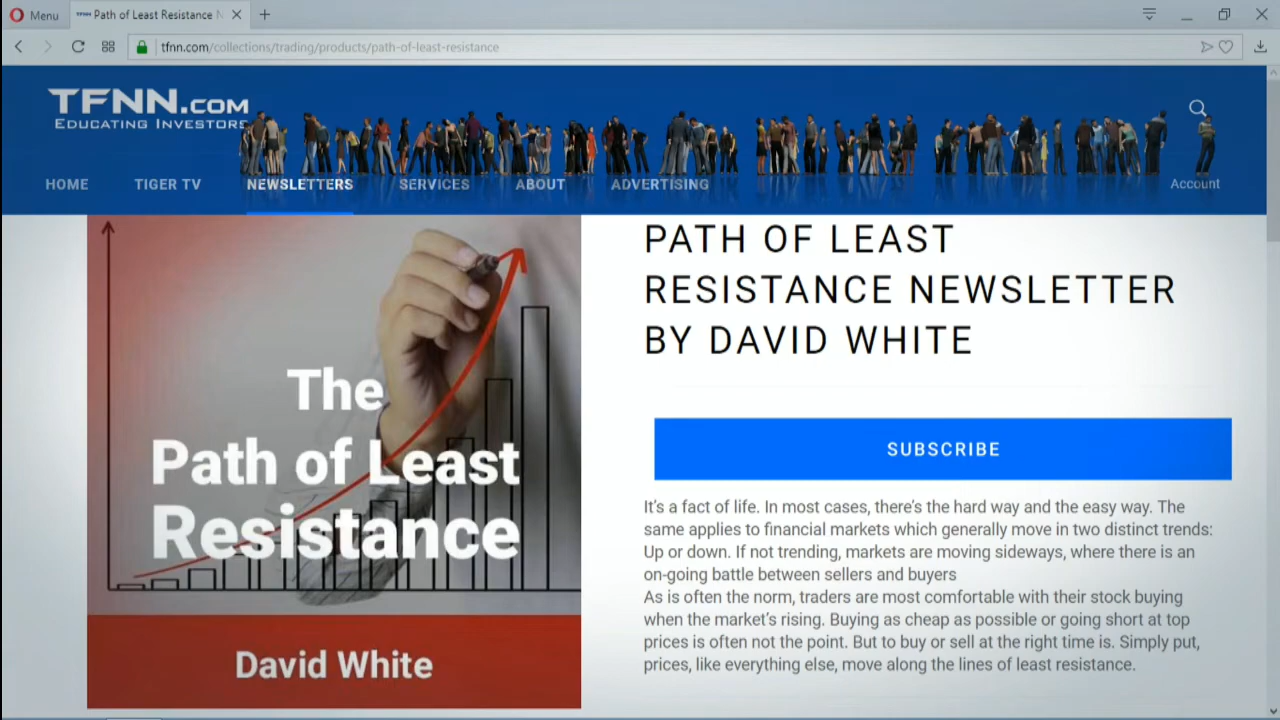 Menu
Path of Least Resistance N
tfnn.com/collections/trading/products/path-of-least-resistance
TFNN.COM
EDUCATING INVESTORS
HOME TIGER TV NEWSLETTERS SERVICES ABOUT ADVERTISING Account
The
Path of Least
Resistance
David White
PATH OF LEAST
RESISTANCE NEWSLETTER
BY DAVID WHITE
SUBSCRIBE
It's a fact of life. In most cases, there's the hard way and the easy way. The
same applies to financial markets which generally move in two distinct trends:
Up or down. If not trending, markets are moving sideways, where there is an
on-going battle between sellers and buyers
As is often the norm, traders are most comfortable with their stock buying
when the market's rising. Buying as cheap as possible or going short at top
prices is often not the point. But to buy or sell at the right time is. Simply put,
prices, like everything else, move along the lines of least resistance.